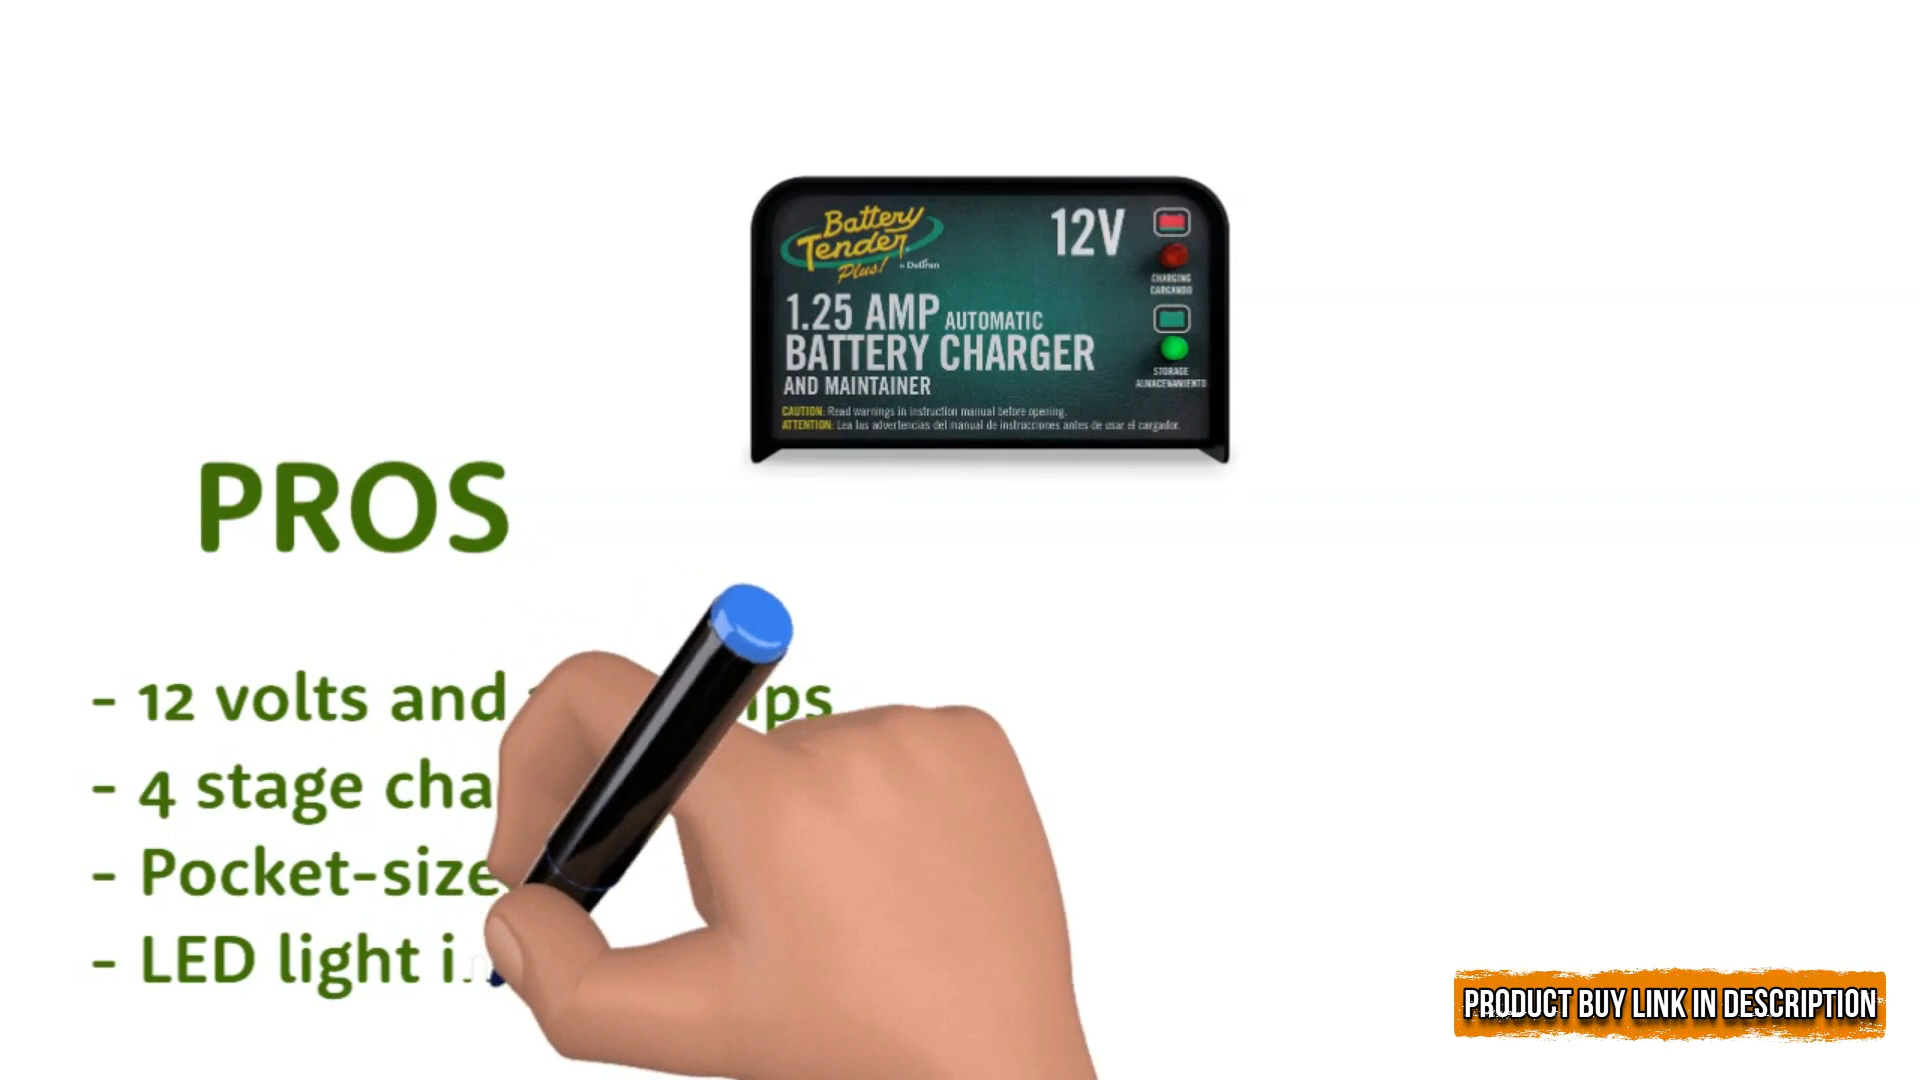 Battery
Tender
Plus!
by Deltran
12V
CHARGING
CARGANDO
1.25 AMP AUTOMATIC
BATTERY CHARGER
AND MAINTAINER
STORAGE
ALMACENAMIENTO
CAUTION: Read warnings in instruction manual before opening.
ATTENTION: Lea las advertencias del manual de instrucciones antes de usar el cargador.
PROS
- 12 volts and
- 4 stage cha
- Pocket-size
- LED light i
PRODUCT BUY LINK IN DESCRIPTION